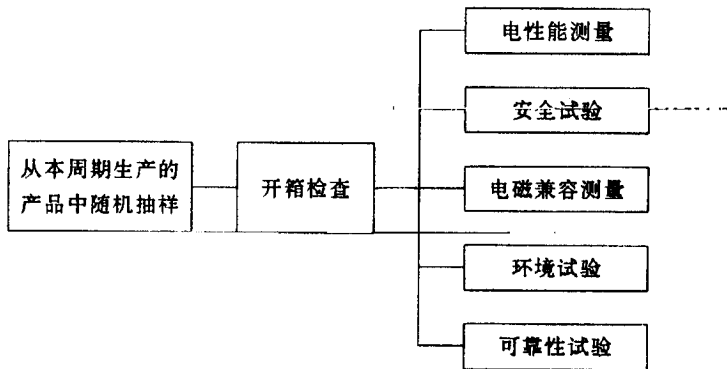 从本周期生产的
产品中随机抽样
开箱检查
电性能测量
安全试验
电磁兼容测量
环境试验
可靠性试验